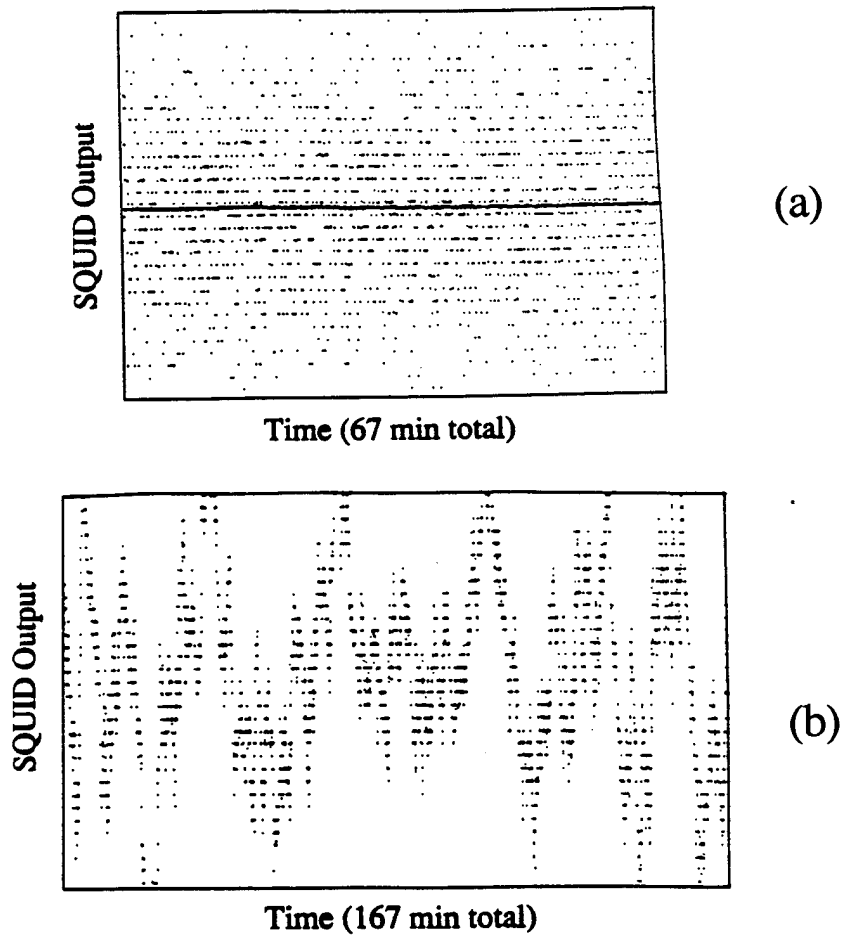 SQUID Output
(a)
Time (67 min total)
SQUID Output
(b)
Time (167 min total)